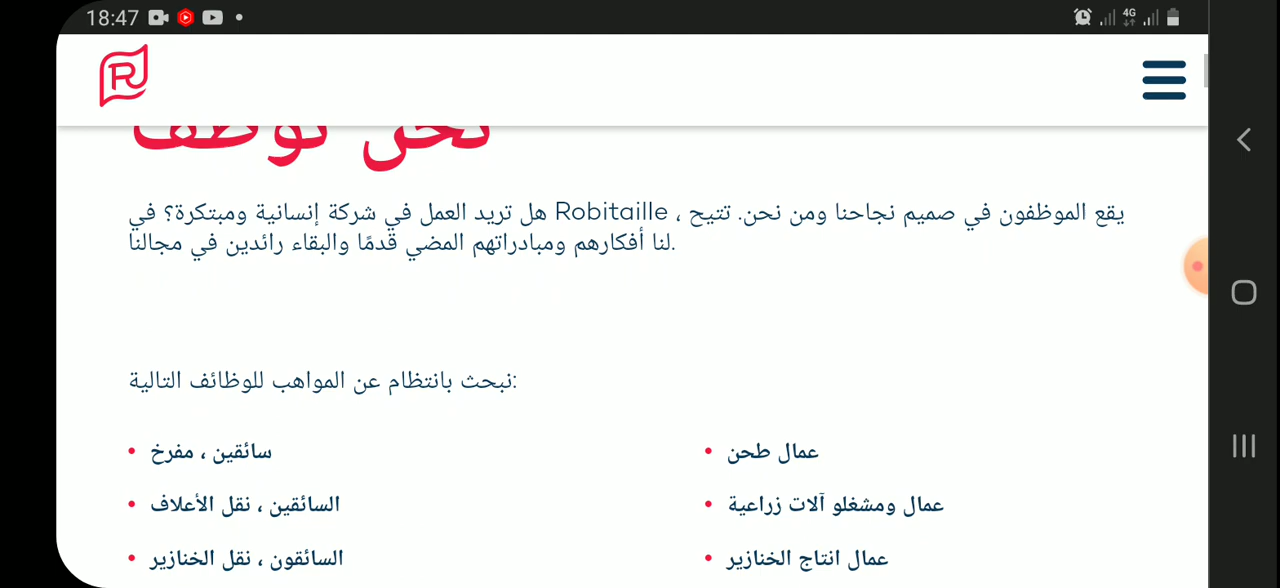 18:47
4G
R
نحن نوظف
يقع الموظفون في صميم نجاحنا ومن نحن. تتيح ، Robitaille هل تريد العمل في شركة إنسانية ومبتكرة؟ في
لنا أفكارهم ومبادراتهم المضي قدمًا والبقاء رائدين في مجالنا.
نبحث بانتظام عن المواهب للوظائف التالية:
سائقين ، مفرخ
عمال طحن
السائقين ، نقل الأعلاف
عمال ومشغلو آلات زراعية
السائقون ، نقل الخنازير
عمال انتاج الخنازير